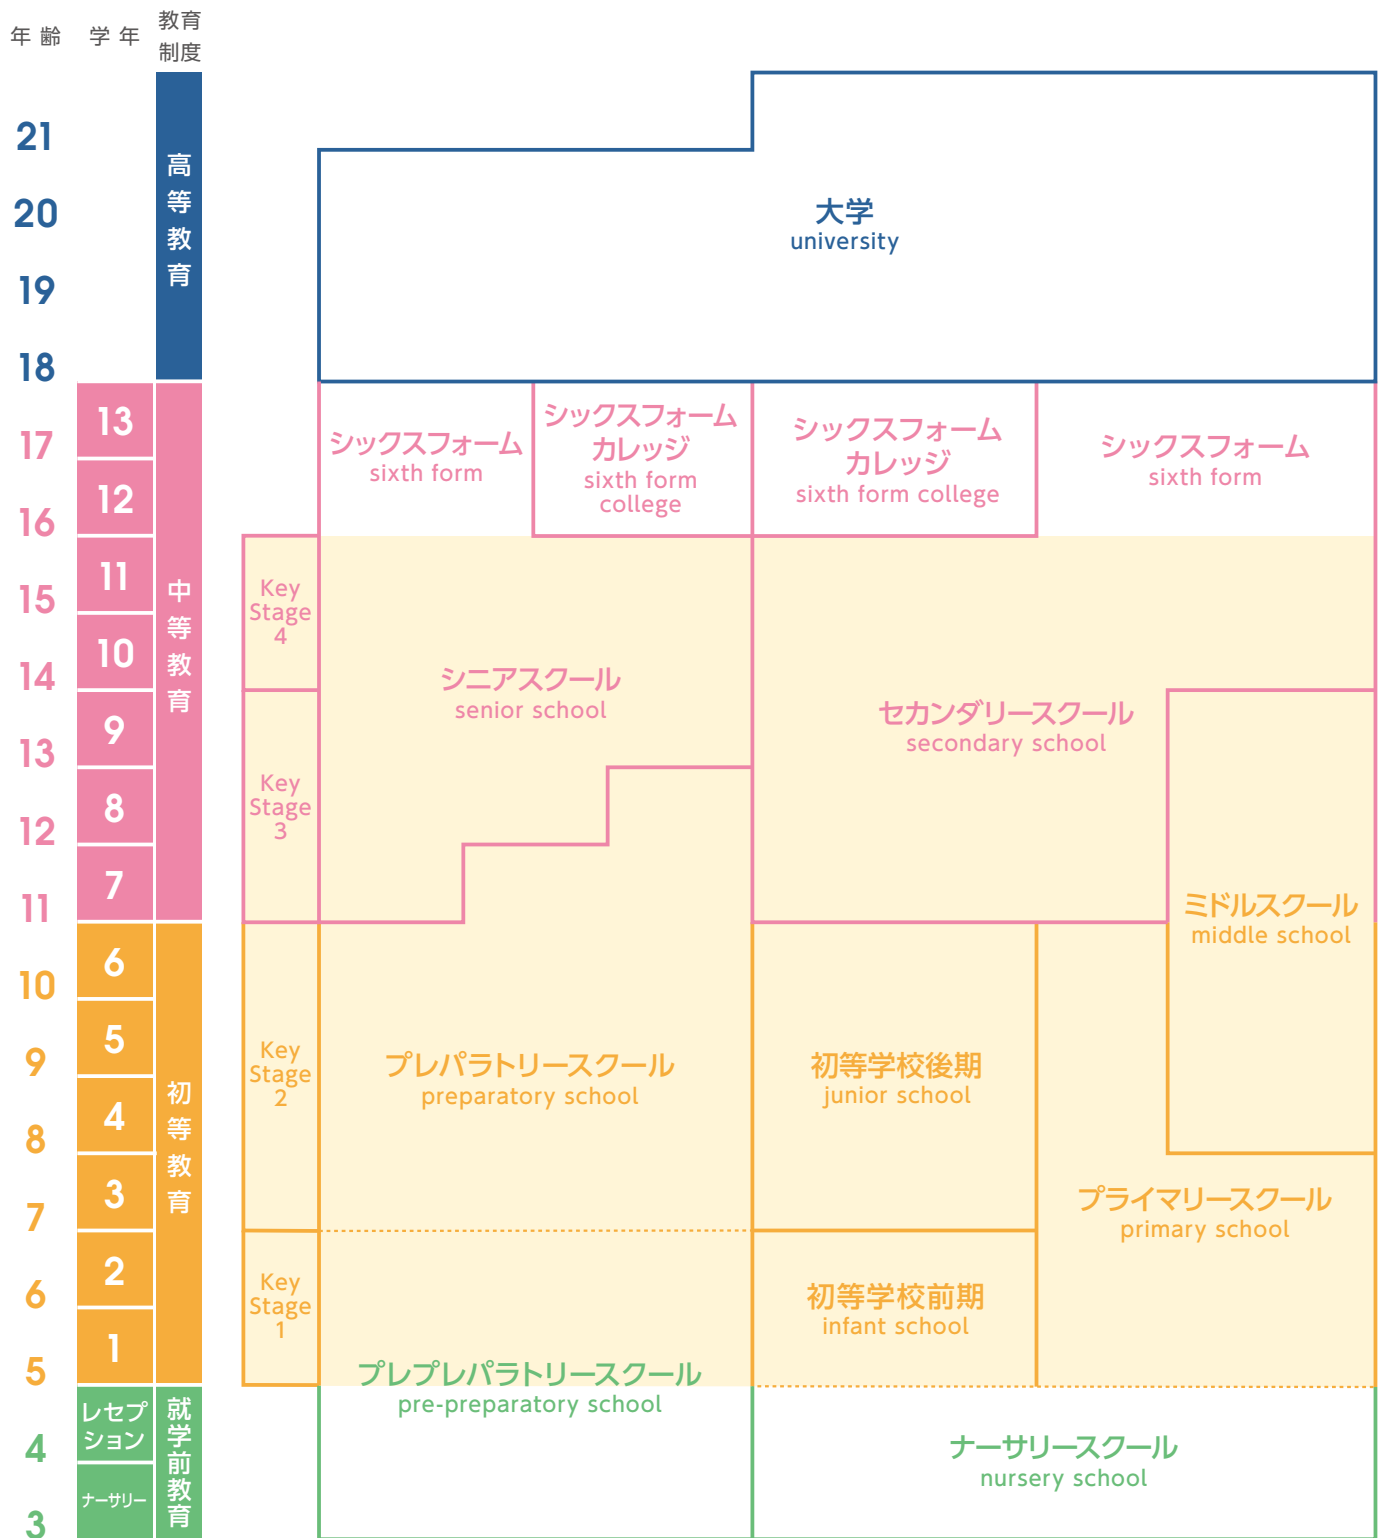 年齢
学年
教育
制度
21
20
19
18
17
16
15
14
13
12
11
10
9
8
7
6
5
4
3
13
12
11
10
9
8
7
6
5
4
3
2
1
レセプ
ション
ナーサリー
高等教育
中等教育
初等教育
就学前教育
大学
university
シックスフォーム
sixth form
シックスフォーム
カレッジ
sixth form
college
シックスフォーム
カレッジ
sixth form college
シックスフォーム
sixth form
Key
Stage
4
Key
Stage
3
Key
Stage
2
Key
Stage
1
シニアスクール
senior school
セカンダリースクール
secondary school
ミドルスクール
middle school
プレパラトリースクール
preparatory school
初等学校後期
junior school
プライマリースクール
primary school
初等学校前期
infant school
プレプレパラトリースクール
pre-preparatory school
ナーサリースクール
nursery school